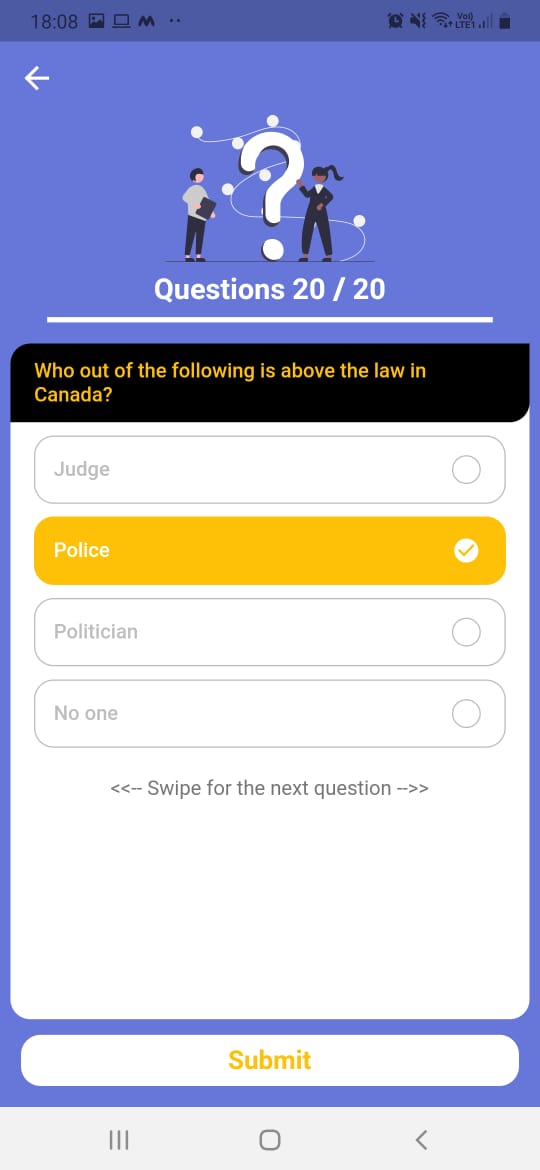 18:08
Vo)
LTE1
Questions 20 / 20
Who out of the following is above the law in
Canada?
Judge
Police
Politician
No one
<<-- Swipe for the next question -->>
Submit